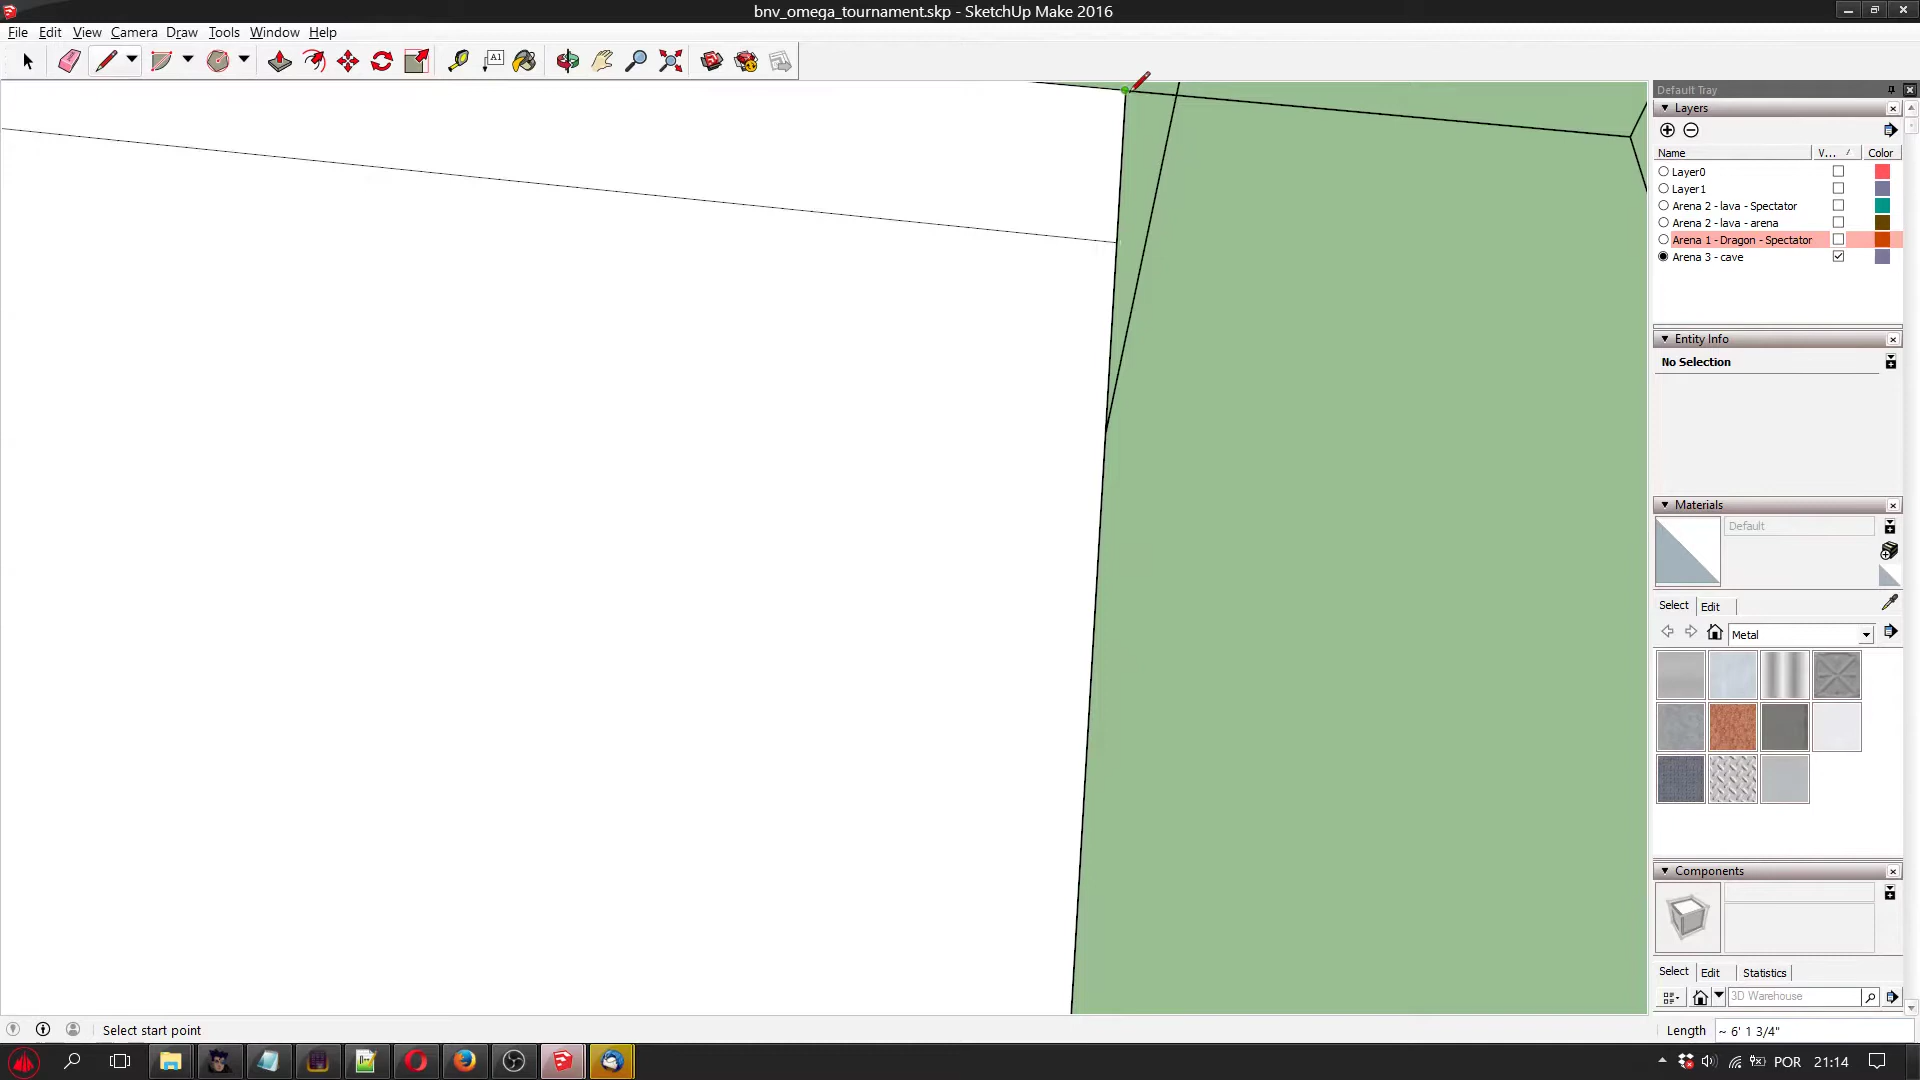 bnv_omega_tournament.skp - SketchUp Make 2016
File Edit View Camera Draw Tools Window Help
A1
Default Tray
Layers
Name V... Color
Layer0
Layer1
Arena 2 - lava - Spectator
Arena 2 - lava - arena
Arena 1 - Dragon - Spectator
Arena 3 - cave
Entity Info
No Selection
Materials
Default
Select Edit
Metal
Components
Select Edit Statistics
3D Warehouse
Select start point
Length ~ 6' 1 3/4"
POR 21:14